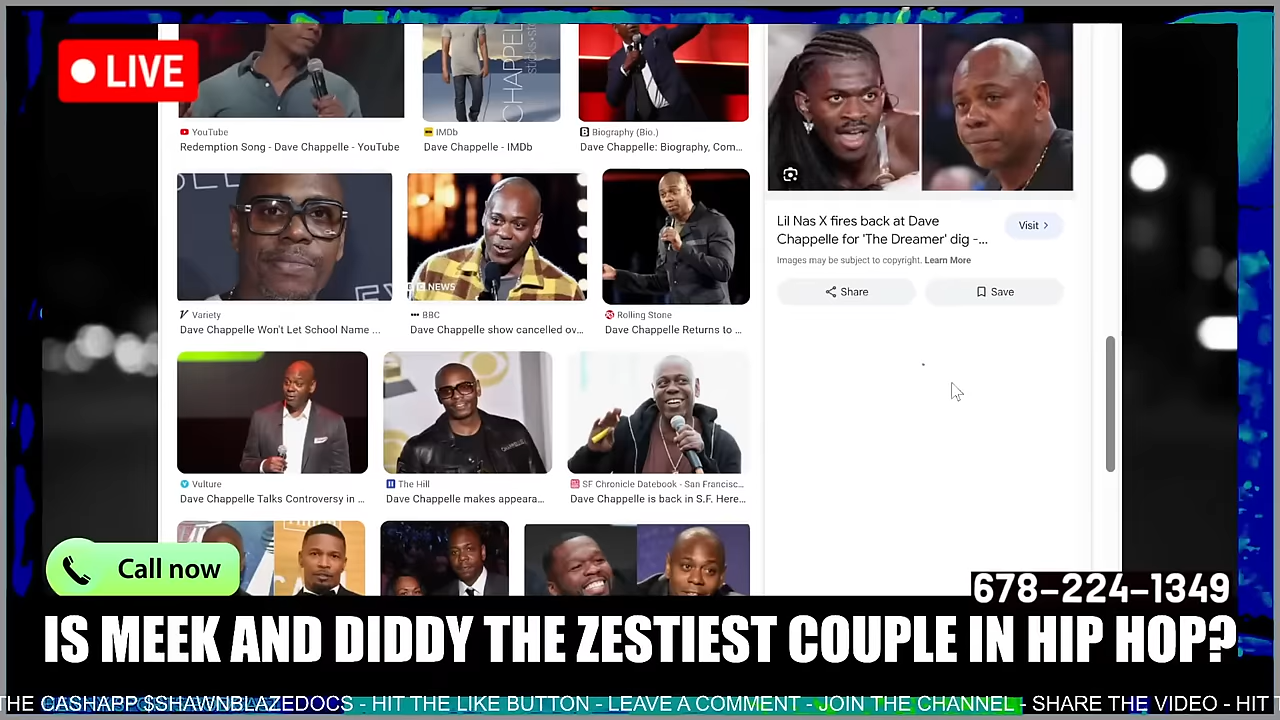 LIVE
CHAPPEL
sticks+st
YouTube
Redemption Song - Dave Chappelle - YouTube
IMDb
Dave Chappelle - IMDb
Biography (Bio.)
Dave Chappelle: Biography, Com...
Lil Nas X fires back at Dave
Chappelle for 'The Dreamer' dig -...
Visit
Images may be subject to copyright. Learn More
Share
Save
NEWS
Variety
Dave Chappelle Won't Let School Name ...
BBC
Dave Chappelle show cancelled ov...
Rolling Stone
Dave Chappelle Returns to ...
Vulture
Dave Chappelle Talks Controversy in ...
The Hill
Dave Chappelle makes appeara...
SF Chronicle Datebook - San Francisc...
Dave Chappelle is back in S.F. Here...
Call now
678-224-1349
IS MEEK AND DIDDY THE ZESTIEST COUPLE IN HIP HOP?
THE CASHAPP $SHAWNBLAZEDOCS - HIT THE LIKE BUTTON - LEAVE A COMMENT - JOIN THE CHANNEL - SHARE THE VIDEO - HIT